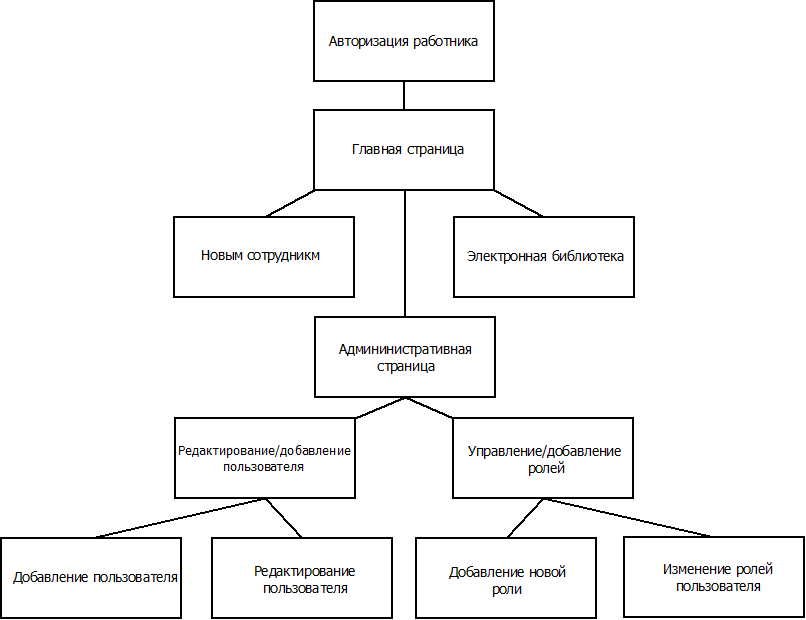 Авторизация работника
Главная страница
Новым сотрудникм
Электронная библиотека
Админинистративная
страница
Редактирование/добавление
пользователя
Управление/добавление
ролей
Добавление пользователя
Редактирование
пользователя
Добавление новой
роли
Изменение ролей
пользователя